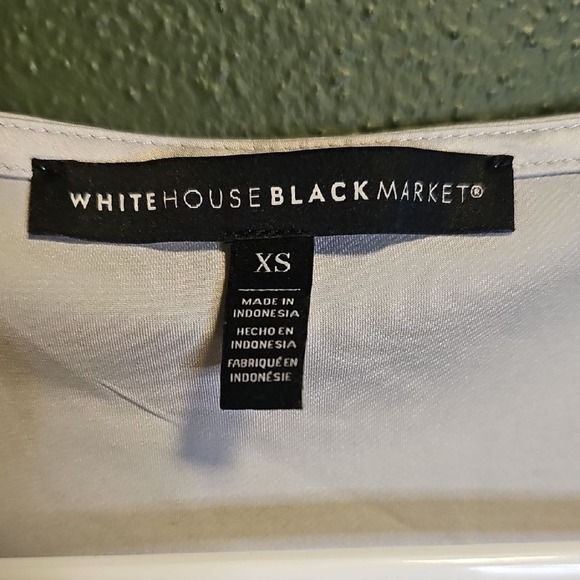 WHITEHOUSEBLACKMARKET®
XS
MADE IN
INDONESIA
HECHO EN
INDONESIA
FABRIQUÉ EN
INDONÉSIE